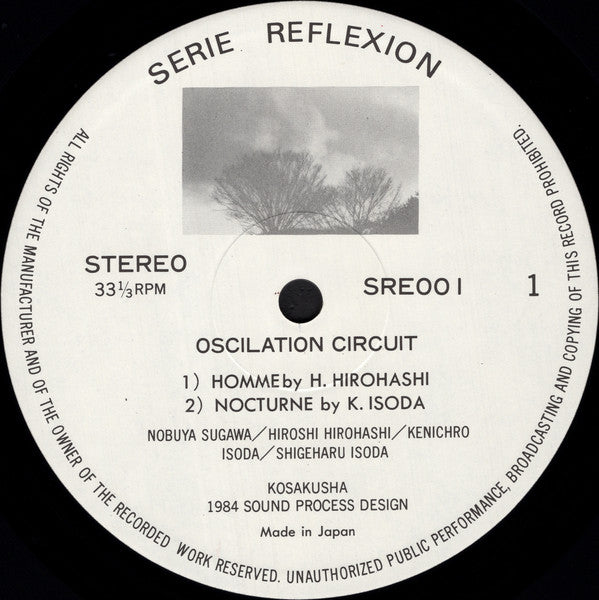 SERIE REFLEXION
STEREO
33⅓RPM
SRE001
1
OSCILATION CIRCUIT
1) HOMMEby H. HIROHASHI
2) NOCTURNE by K. ISODA
NOBUYA SUGAWA/HIROSHI HIROHASHI/KENICHRO
ISODA/SHIGEHARU ISODA
KOSAKUSHA
1984 SOUND PROCESS DESIGN
Made in Japan
ALL RIGHTS OF THE MANUFACTURER AND OF THE OWNER OF THE RECORDED WORK RESERVED. UNAUTHORIZED PUBLIC PERFORMANCE, BROADCASTING AND COPYING OF THIS RECORD PROHIBITED.